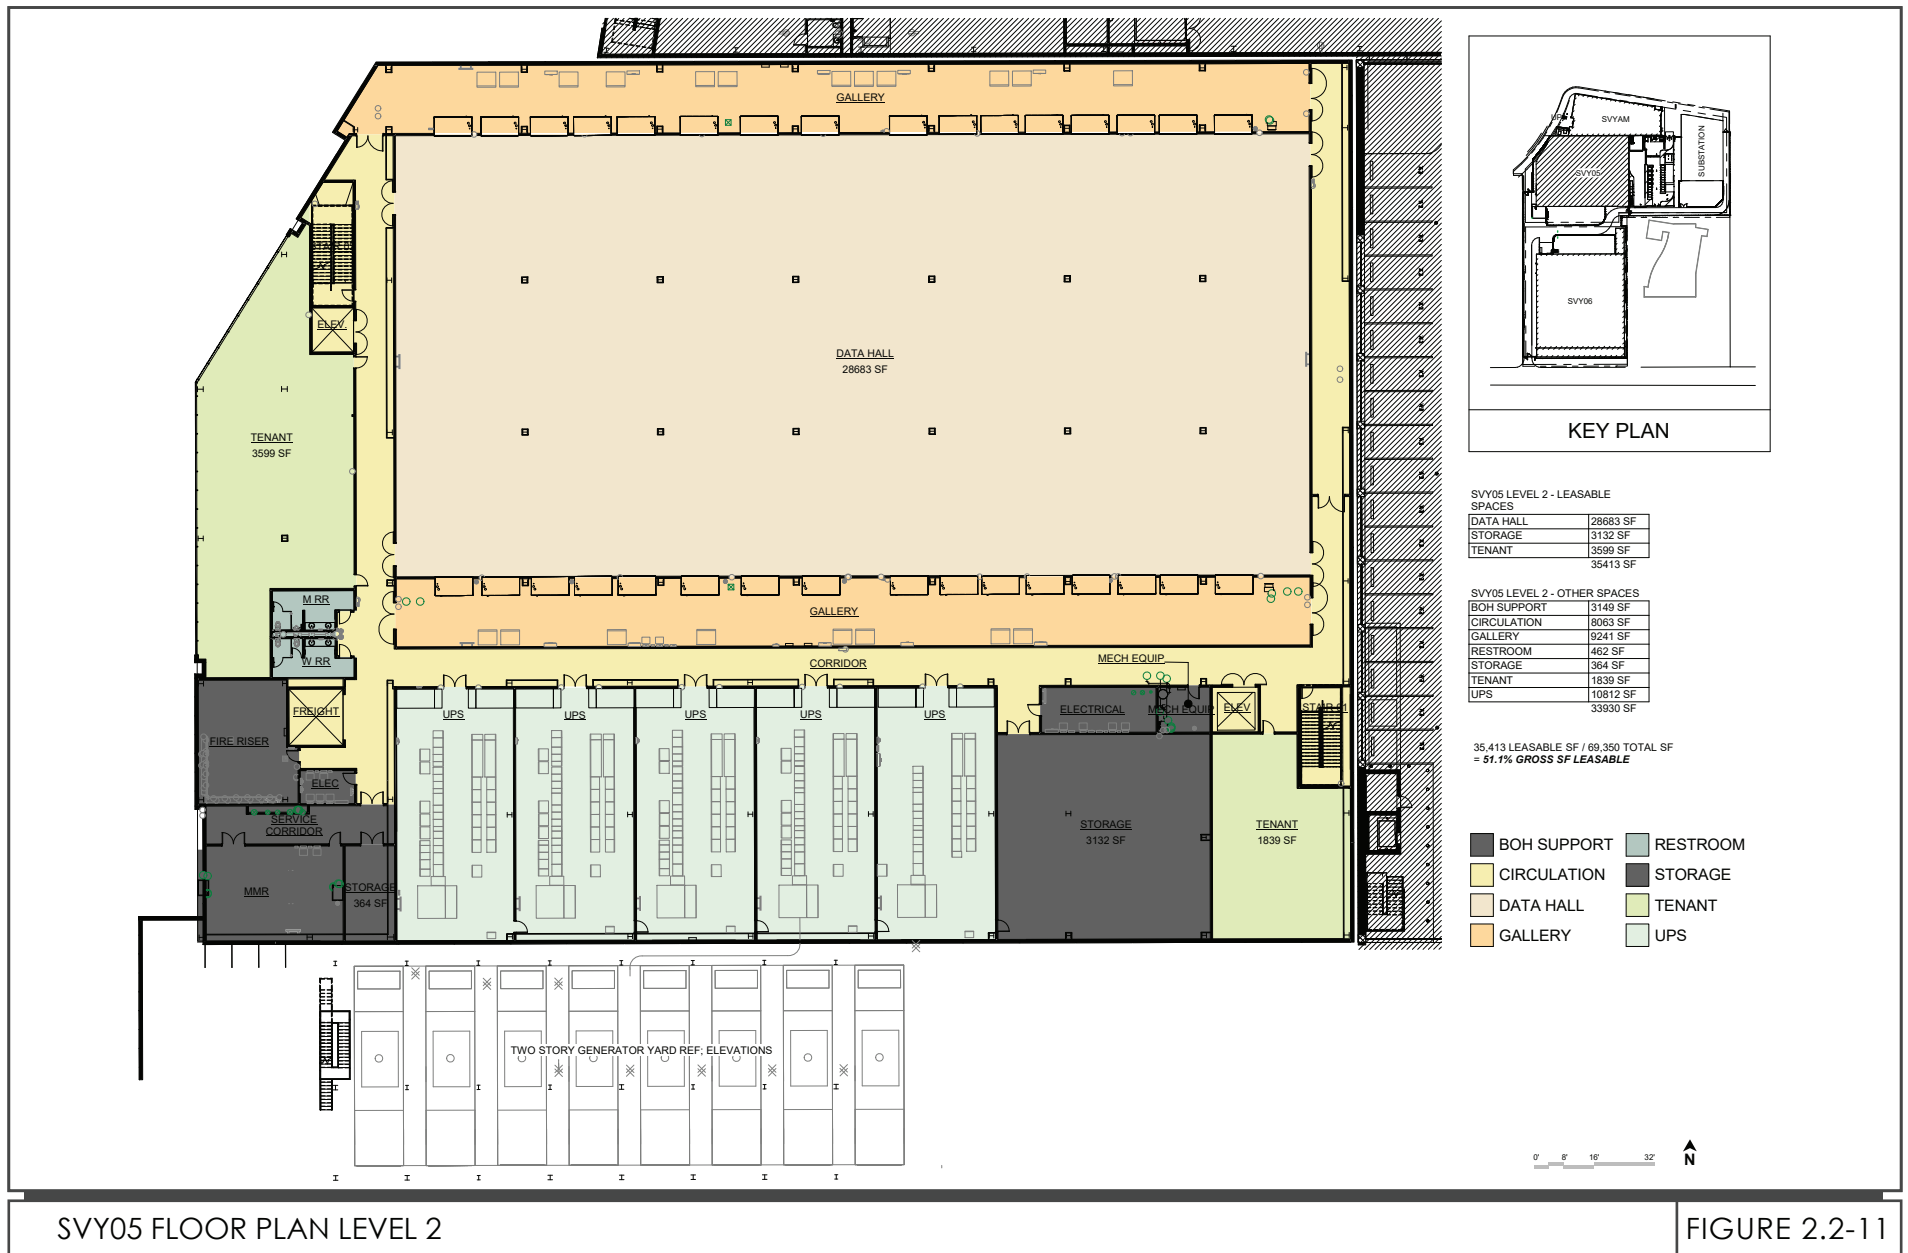 GALLERY
STAIR
ELEV.
DATA HALL
28683 SF
TENANT
3599 SF
M RR
W RR
GALLERY
CORRIDOR
MECH EQUIP
FREIGHT
UPS
UPS
UPS
UPS
UPS
ELECTRICAL
MECH EQUIP
ELEV
STAIR 01
FIRE RISER
ELEC
SERVICE
CORRIDOR
MMR
STORAGE
364 SF
STORAGE
3132 SF
TENANT
1839 SF
TWO STORY GENERATOR YARD REF; ELEVATIONS
SVYAM
SUBSTATION
SVY05
SVY06
KEY PLAN
SVY05 LEVEL 2 - LEASABLE
SPACES
DATA HALL 28683 SF
STORAGE 3132 SF
TENANT 3599 SF
35413 SF
SVY05 LEVEL 2 - OTHER SPACES
BOH SUPPORT 3149 SF
CIRCULATION 8063 SF
GALLERY 9241 SF
RESTROOM 462 SF
STORAGE 364 SF
TENANT 1839 SF
UPS 10812 SF
33930 SF
35,413 LEASABLE SF / 69,350 TOTAL SF
= 51.1% GROSS SF LEASABLE
BOH SUPPORT
RESTROOM
CIRCULATION
STORAGE
DATA HALL
TENANT
GALLERY
UPS
0' 8' 16' 32'
N
SVY05 FLOOR PLAN LEVEL 2
FIGURE 2.2-11